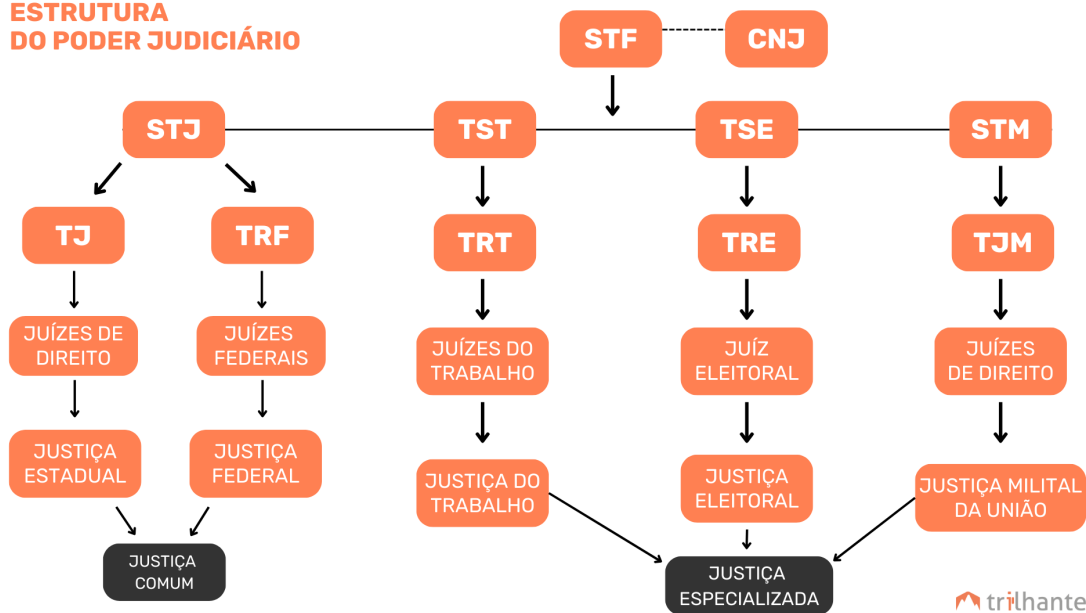 ESTRUTURA
DO PODER JUDICIÁRIO
STF
CNJ
STJ
TST
TSE
STM
TJ
TRF
TRT
TRE
TJM
JUÍZES DE
DIREITO
JUÍZES
FEDERAIS
JUÍZES DO
TRABALHO
JUÍZ
ELEITORAL
JUÍZES
DE DIREITO
JUSTIÇA
ESTADUAL
JUSTIÇA
FEDERAL
JUSTIÇA DO
TRABALHO
JUSTIÇA
ELEITORAL
JUSTIÇA MILITAL
DA UNIÃO
JUSTIÇA
COMUM
JUSTIÇA
ESPECIALIZADA
trilhante